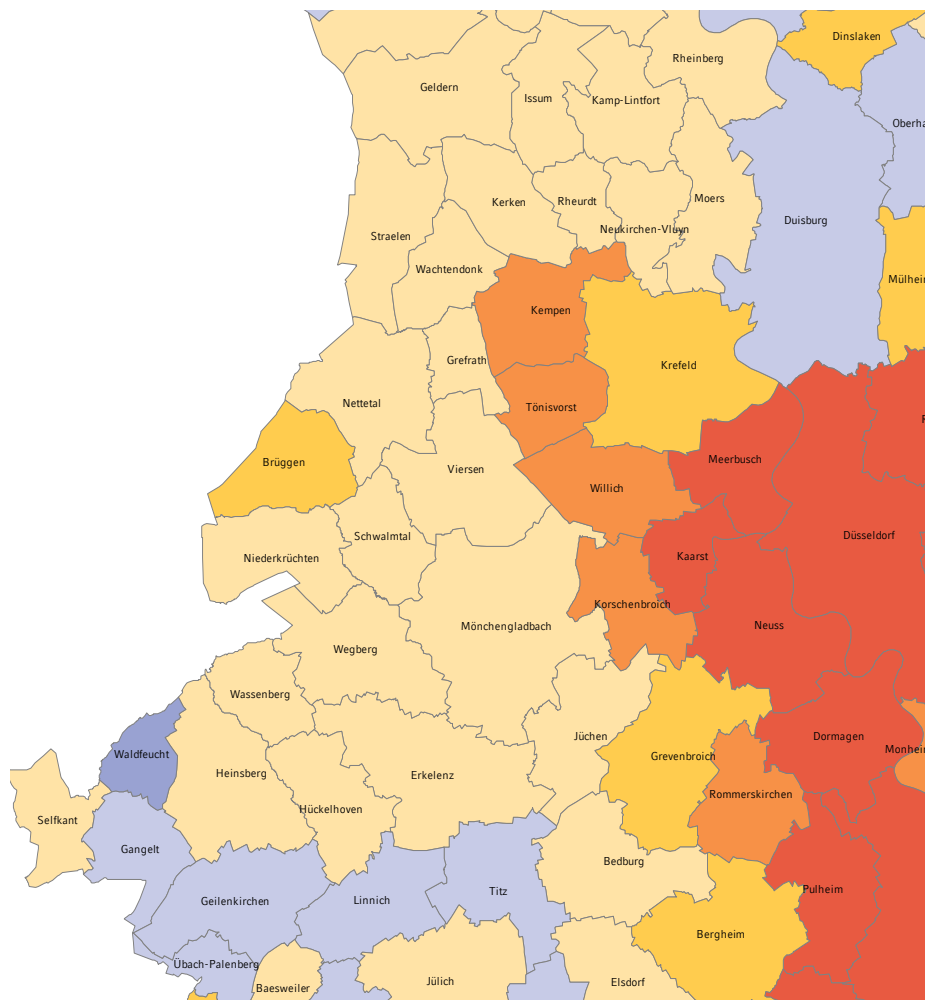 Dinslaken
Rheinberg
Geldern
Issum
Kamp-Lintfort
Oberha
Kerken
Rheurdt
Moers
Duisburg
Neukirchen-Vluyn
Straelen
Wachtendonk
Mülhei
Kempen
Grefrath
Krefeld
Nettetal
Tönisvorst
Brüggen
Viersen
Meerbusch
Willich
Schwalmtal
Düsseldorf
Niederkrüchten
Kaarst
Korschenbroich
Mönchengladbach
Neuss
Wegberg
Wassenberg
Jüchen
Dormagen
Waldfeucht
Grevenbroich
Monhei
Heinsberg
Erkelenz
Rommerskirchen
Hückelhoven
Selfkant
Gangelt
Bedburg
Pulheim
Titz
Geilenkirchen
Linnich
Bergheim
Übach-Palenberg
Jülich
Elsdorf
Baesweiler